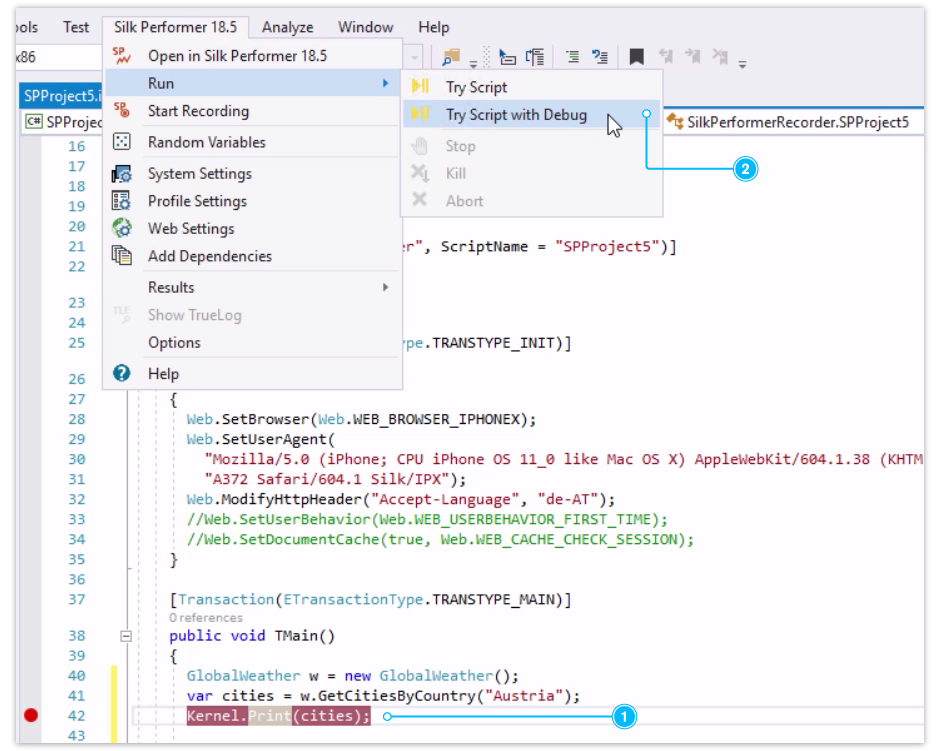 ols Test Silk Performer 18.5 Analyze Window Help
x86
SP Open in Silk Performer 18.5
Run
SP Start Recording
Random Variables
System Settings
Profile Settings
Web Settings
Add Dependencies
Results
TLE Show TrueLog
Options
Help
Try Script
Try Script with Debug
Stop
Kill
Abort
2
SPProject5.i
C# SPProjec
SilkPerformerRecorder.SPProject5
16
17
18
19
20
21 er", ScriptName = "SPProject5")]
22
23
24
25 pe.TRANSTYPE_INIT)]
26
27 {
28 Web.SetBrowser(Web.WEB_BROWSER_IPHONEX);
29 Web.SetUserAgent(
30 "Mozilla/5.0 (iPhone; CPU iPhone OS 11_0 like Mac OS X) AppleWebKit/604.1.38 (KHTM
31 "A372 Safari/604.1 Silk/IPX");
32 Web.ModifyHttpHeader("Accept-Language", "de-AT");
33 //Web.SetUserBehavior(Web.WEB_USERBEHAVIOR_FIRST_TIME);
34 //Web.SetDocumentCache(true, Web.WEB_CACHE_CHECK_SESSION);
35 }
36
37 [Transaction(ETransactionType.TRANSTYPE_MAIN)]
0 references
38 public void TMain()
39 {
40 GlobalWeather w = new GlobalWeather();
41 var cities = w.GetCitiesByCountry("Austria");
42 Kernel.Print(cities); 1
43